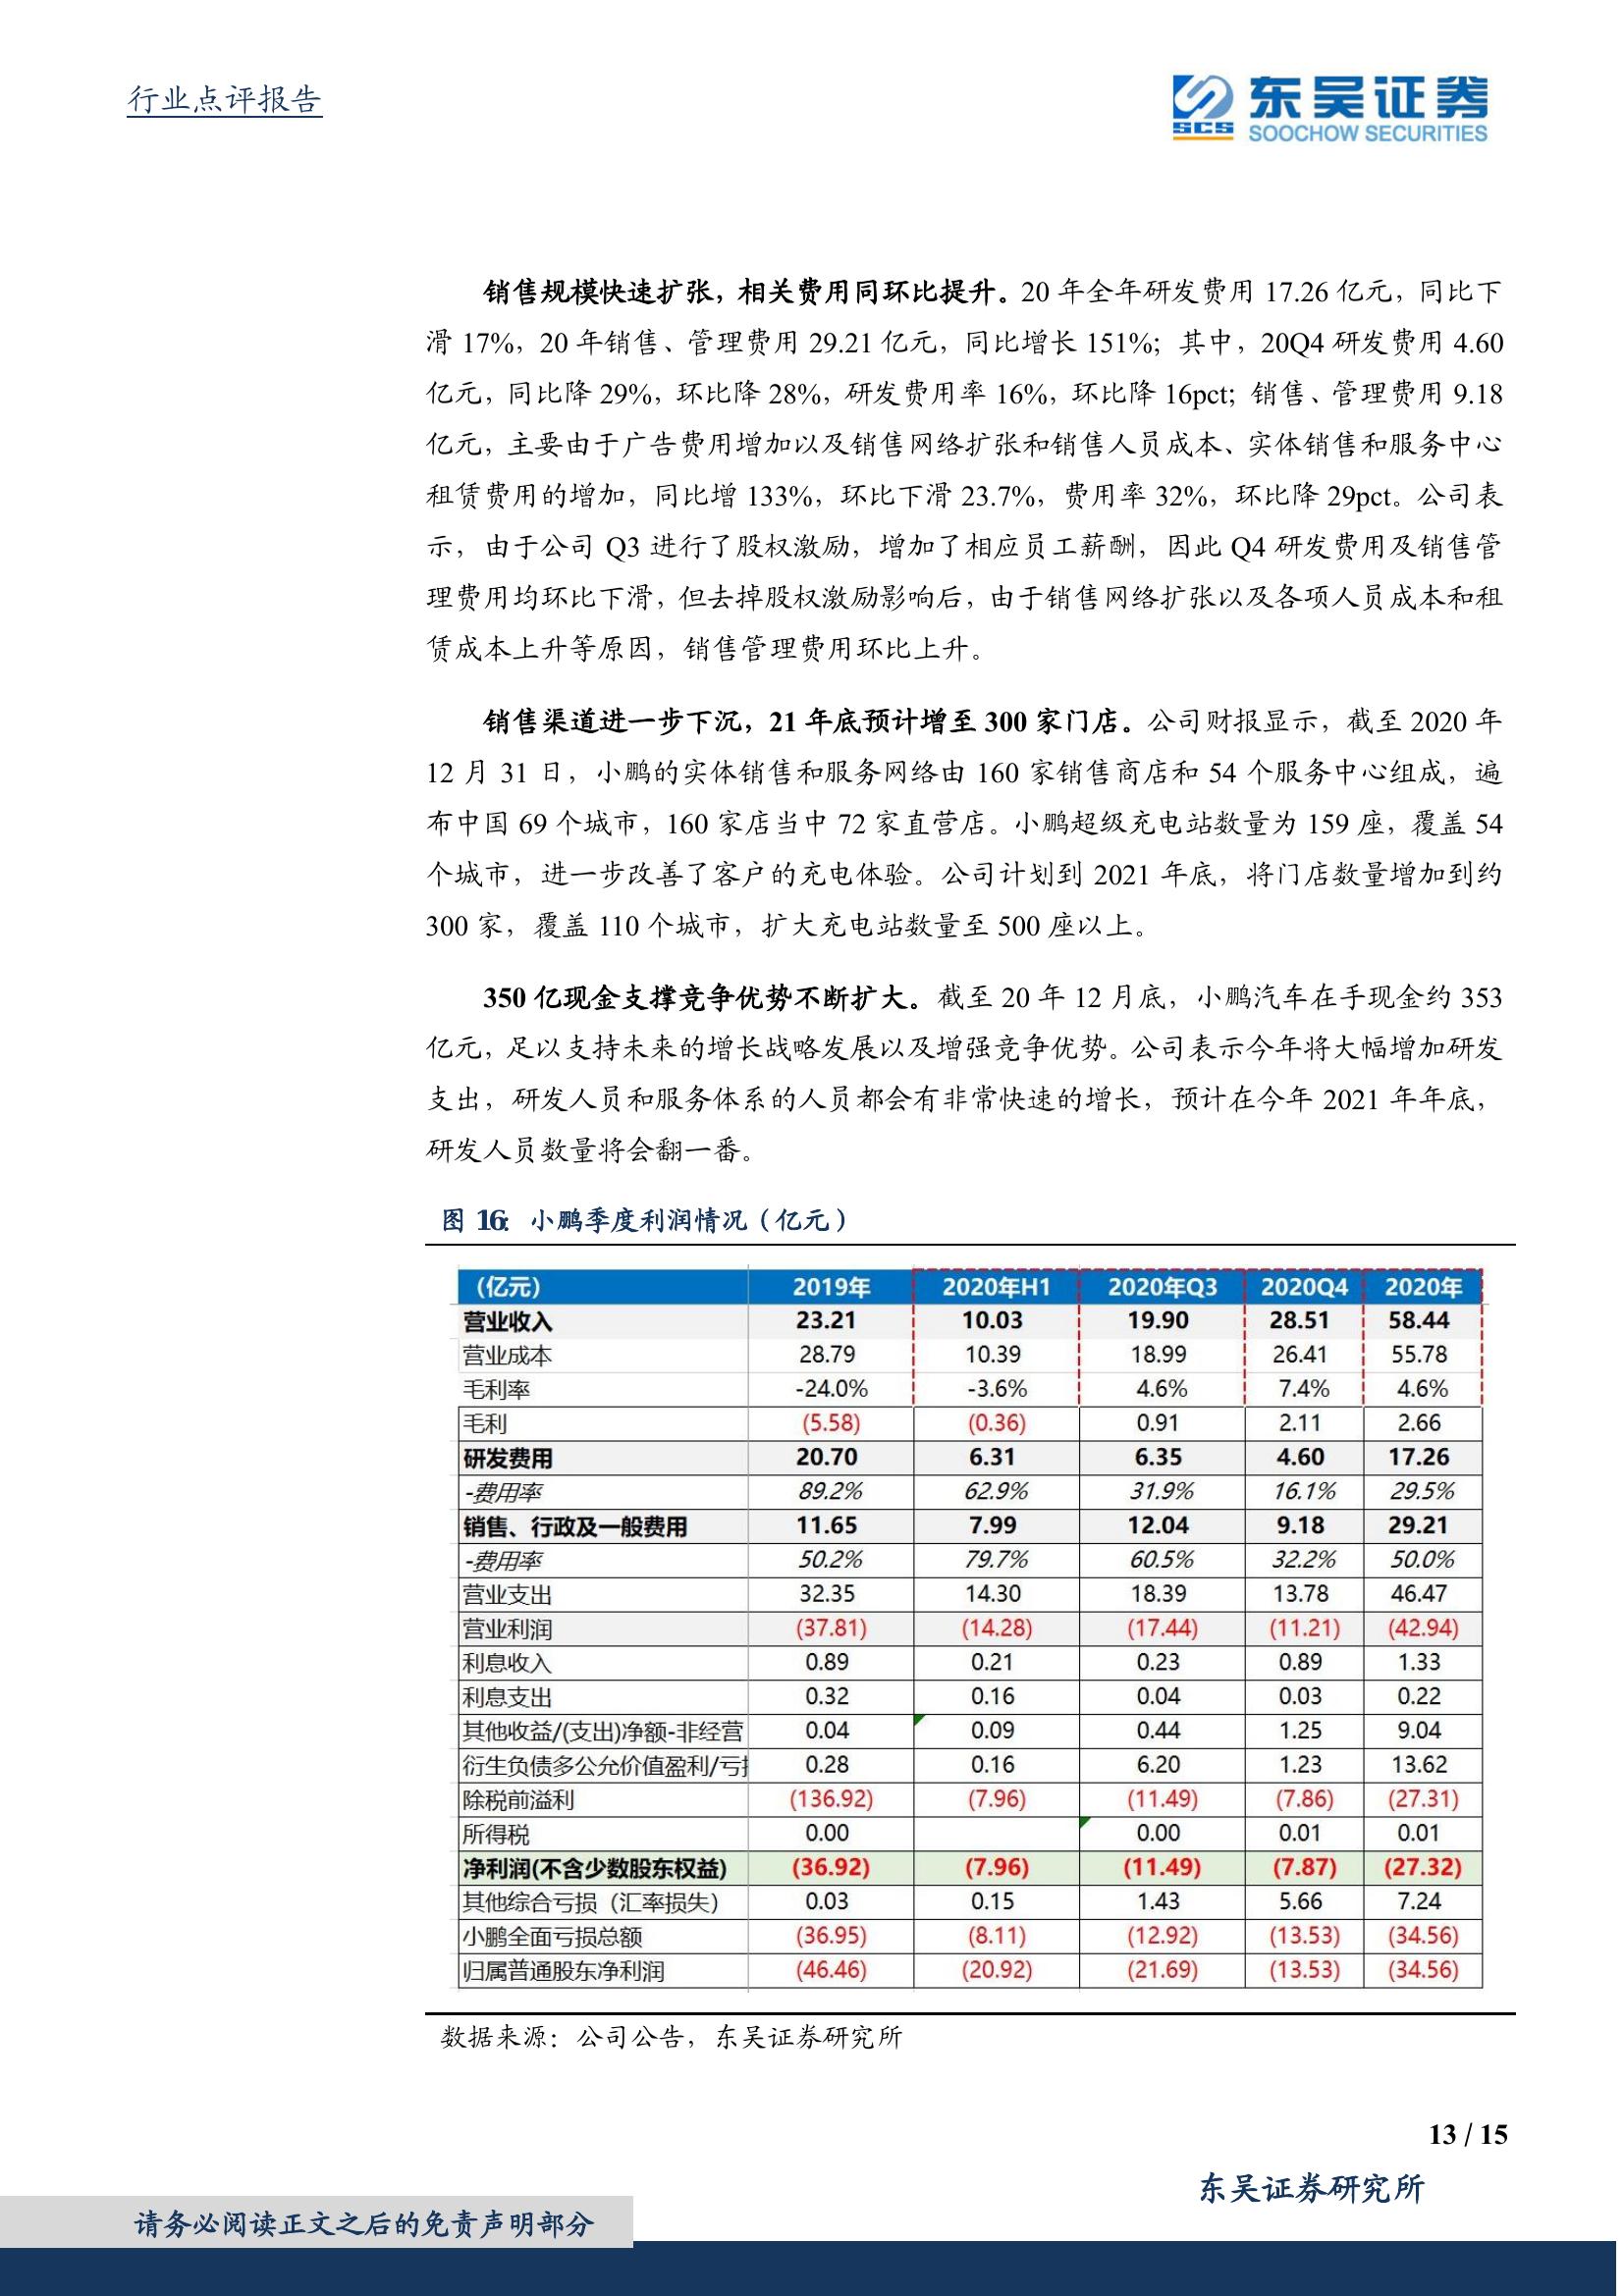 行业点评报告
SCS
东吴证券
SOOCHOW SECURITIES
销售规模快速扩张，相关费用同环比提升。20 年全年研发费用 17.26 亿元，同比下
滑 17%，20 年销售、管理费用 29.21 亿元，同比增长 151%；其中，20Q4 研发费用 4.60
亿元，同比降 29%，环比降 28%，研发费用率 16%，环比降 16pct；销售、管理费用 9.18
亿元，主要由于广告费用增加以及销售网络扩张和销售人员成本、实体销售和服务中心
租赁费用的增加，同比增 133%，环比下滑 23.7%，费用率 32%，环比降 29pct。公司表
示，由于公司 Q3 进行了股权激励，增加了相应员工薪酬，因此 Q4 研发费用及销售管
理费用均环比下滑，但去掉股权激励影响后，由于销售网络扩张以及各项人员成本和租
赁成本上升等原因，销售管理费用环比上升。
销售渠道进一步下沉，21 年底预计增至 300 家门店。公司财报显示，截至 2020 年
12 月 31 日，小鹏的实体销售和服务网络由 160 家销售商店和 54 个服务中心组成，遍
布中国 69 个城市，160 家店当中 72 家直营店。小鹏超级充电站数量为 159 座，覆盖 54
个城市，进一步改善了客户的充电体验。公司计划到 2021 年底，将门店数量增加到约
300 家，覆盖 110 个城市，扩大充电站数量至 500 座以上。
350 亿现金支撑竞争优势不断扩大。截至 20 年 12 月底，小鹏汽车在手现金约 353
亿元，足以支持未来的增长战略发展以及增强竞争优势。公司表示今年将大幅增加研发
支出，研发人员和服务体系的人员都会有非常快速的增长，预计在今年 2021 年年底，
研发人员数量将会翻一番。
图 16：小鹏季度利润情况（亿元）
（亿元） 2019年 2020年H1 2020年Q3 2020Q4 2020年
营业收入 23.21 10.03 19.90 28.51 58.44
营业成本 28.79 10.39 18.99 26.41 55.78
毛利率 -24.0% -3.6% 4.6% 7.4% 4.6%
毛利 (5.58) (0.36) 0.91 2.11 2.66
研发费用 20.70 6.31 6.35 4.60 17.26
-费用率 89.2% 62.9% 31.9% 16.1% 29.5%
销售、行政及一般费用 11.65 7.99 12.04 9.18 29.21
-费用率 50.2% 79.7% 60.5% 32.2% 50.0%
营业支出 32.35 14.30 18.39 13.78 46.47
营业利润 (37.81) (14.28) (17.44) (11.21) (42.94)
利息收入 0.89 0.21 0.23 0.89 1.33
利息支出 0.32 0.16 0.04 0.03 0.22
其他收益/(支出)净额-非经营 0.04 0.09 0.44 1.25 9.04
衍生负债多公允价值盈利/亏 0.28 0.16 6.20 1.23 13.62
除税前溢利 (136.92) (7.96) (11.49) (7.86) (27.31)
所得税 0.00 0.00 0.01 0.01
净利润(不含少数股东权益) (36.92) (7.96) (11.49) (7.87) (27.32)
其他综合亏损（汇率损失） 0.03 0.15 1.43 5.66 7.24
小鹏全面亏损总额 (36.95) (8.11) (12.92) (13.53) (34.56)
归属普通股东净利润 (46.46) (20.92) (21.69) (13.53) (34.56)
数据来源：公司公告，东吴证券研究所
13 / 15
东吴证券研究所
请务必阅读正文之后的免责声明部分